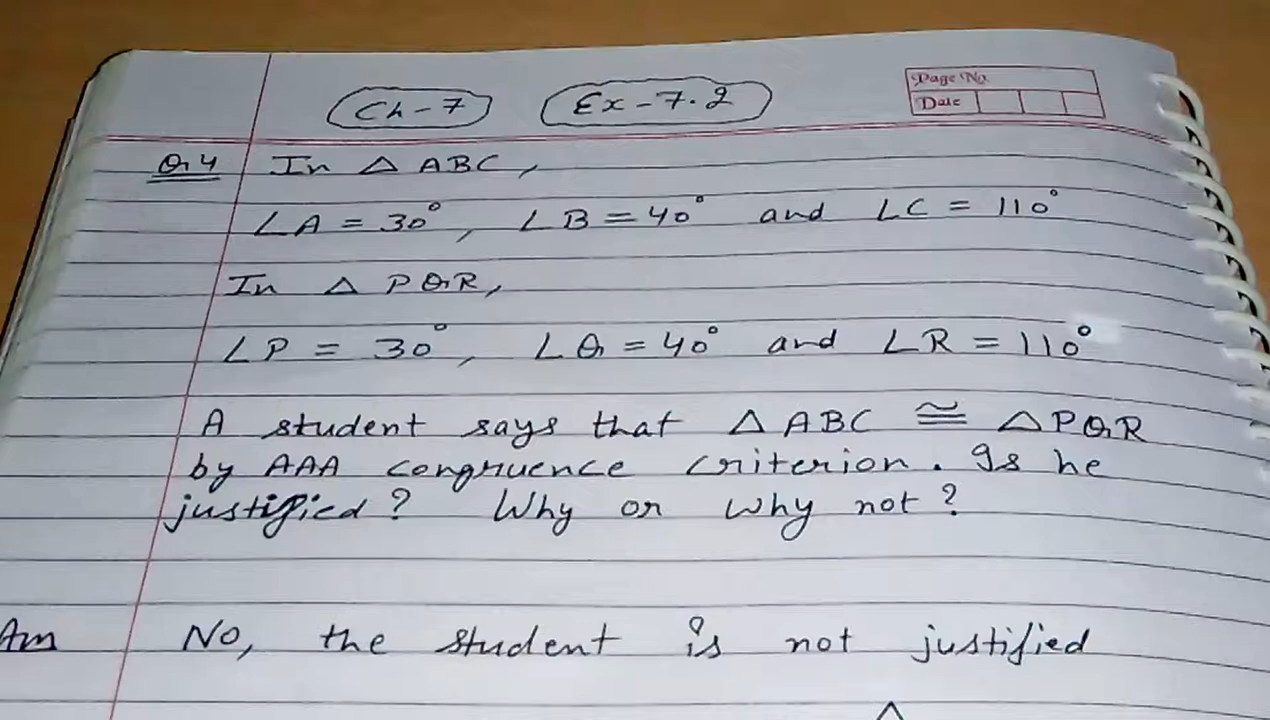 Page No.
Date
Ch-7 Ex-7.2
Q4 In △ ABC,
∠A = 30°, ∠B = 40° and ∠C = 110°
In △ PQR,
∠P = 30°, ∠Q = 40° and ∠R = 110°
A student says that △ ABC ≅ △PQR
by AAA congruence criterion. Is he
justified? Why or why not?
Ans No, the student is not justified